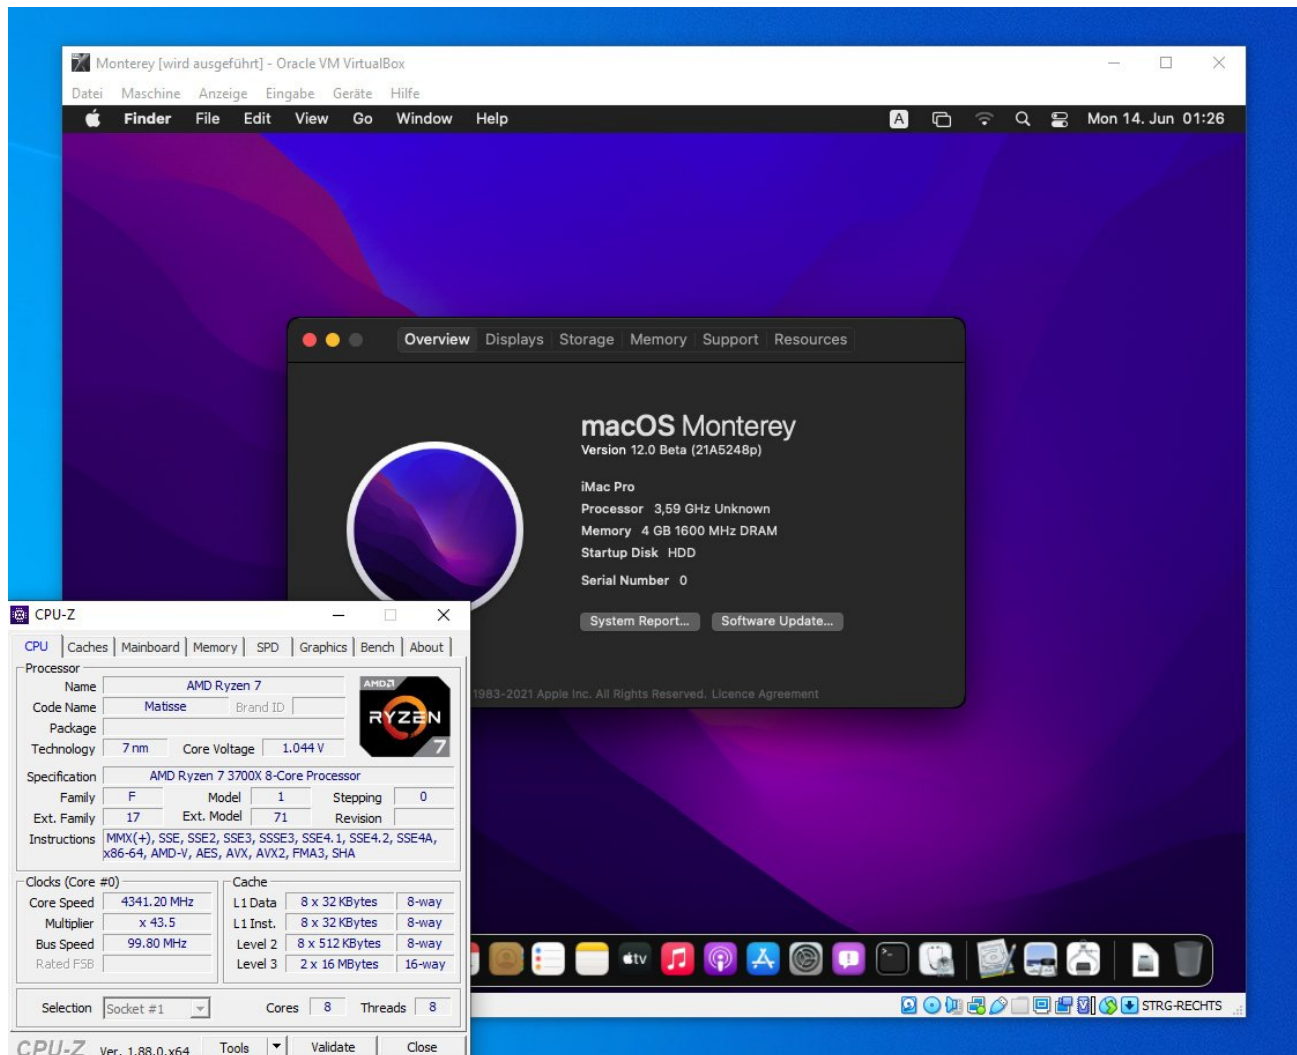 Monterey [wird ausgeführt] - Oracle VM VirtualBox
Datei Maschine Anzeige Eingabe Geräte Hilfe
Finder File Edit View Go Window Help A Mon 14. Jun 01:26
Overview Displays Storage Memory Support Resources
macOS Monterey
Version 12.0 Beta (21A5248p)
iMac Pro
Processor 3,59 GHz Unknown
Memory 4 GB 1600 MHz DRAM
Startup Disk HDD
Serial Number 0
System Report... Software Update...
1983-2021 Apple Inc. All Rights Reserved. Licence Agreement
CPU-Z
CPU Caches Mainboard Memory SPD Graphics Bench About
Processor
Name AMD Ryzen 7
Code Name Matisse Brand ID
Package
Technology 7 nm Core Voltage 1.044 V
AMD
RYZEN
7
Specification AMD Ryzen 7 3700X 8-Core Processor
Family F Model 1 Stepping 0
Ext. Family 17 Ext. Model 71 Revision
Instructions MMX(+), SSE, SSE2, SSE3, SSSE3, SSE4.1, SSE4.2, SSE4A,
x86-64, AMD-V, AES, AVX, AVX2, FMA3, SHA
Clocks (Core #0) Cache
Core Speed 4341.20 MHz L1 Data 8 x 32 KBytes 8-way
Multiplier x 43.5 L1 Inst. 8 x 32 KBytes 8-way
Bus Speed 99.80 MHz Level 2 8 x 512 KBytes 8-way
Rated FSB Level 3 2 x 16 MBytes 16-way
Selection Socket #1 Cores 8 Threads 8
CPU-Z Ver. 1.88.0.x64 Tools Validate Close
tv
STRG-RECHTS